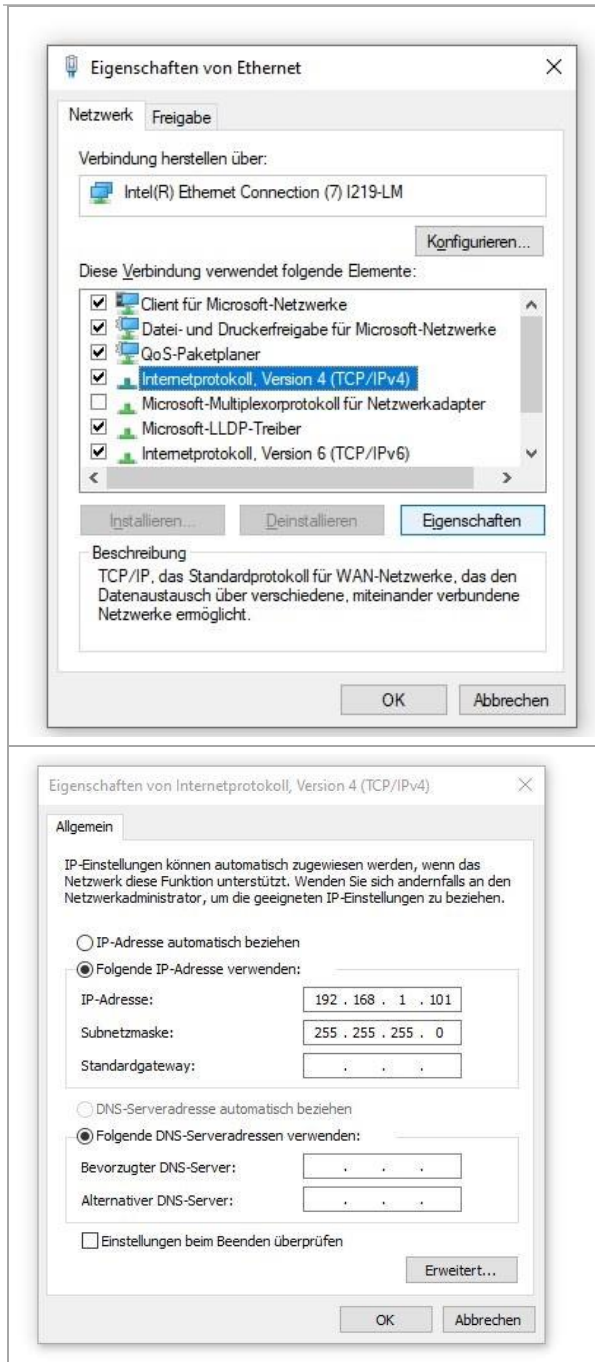 Eigenschaften von Ethernet
Netzwerk Freigabe
Verbindung herstellen über:
Intel(R) Ethernet Connection (7) I219-LM
Konfigurieren...
Diese Verbindung verwendet folgende Elemente:
Client für Microsoft-Netzwerke
Datei- und Druckerfreigabe für Microsoft-Netzwerke
QoS-Paketplaner
Internetprotokoll, Version 4 (TCP/IPv4)
Microsoft-Multiplexorprotokoll für Netzwerkadapter
Microsoft-LLDP-Treiber
Internetprotokoll, Version 6 (TCP/IPv6)
Installieren... Deinstallieren Eigenschaften
Beschreibung
TCP/IP, das Standardprotokoll für WAN-Netzwerke, das den
Datenaustausch über verschiedene, miteinander verbundene
Netzwerke ermöglicht.
OK Abbrechen
Eigenschaften von Internetprotokoll, Version 4 (TCP/IPv4)
Allgemein
IP-Einstellungen können automatisch zugewiesen werden, wenn das
Netzwerk diese Funktion unterstützt. Wenden Sie sich andernfalls an den
Netzwerkadministrator, um die geeigneten IP-Einstellungen zu beziehen.
IP-Adresse automatisch beziehen
Folgende IP-Adresse verwenden:
IP-Adresse: 192 . 168 . 1 . 101
Subnetzmaske: 255 . 255 . 255 . 0
Standardgateway: . . .
DNS-Serveradresse automatisch beziehen
Folgende DNS-Serveradressen verwenden:
Bevorzugter DNS-Server: . . .
Alternativer DNS-Server: . . .
Einstellungen beim Beenden überprüfen
Erweitert...
OK Abbrechen